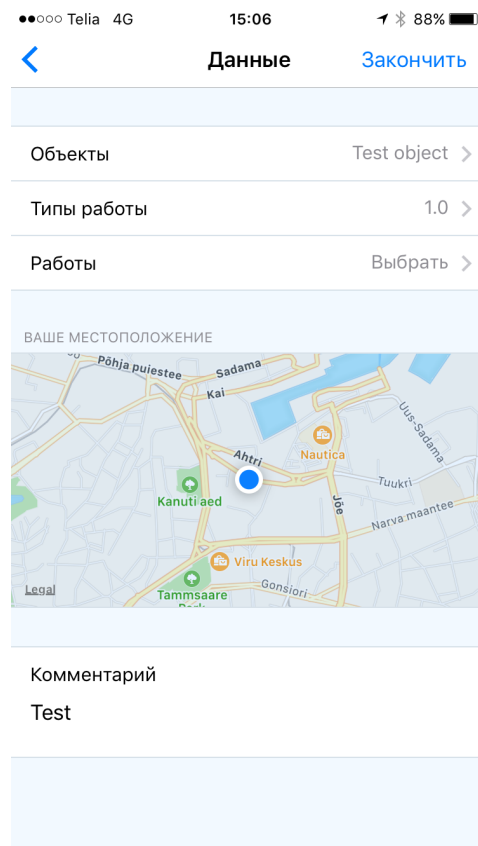 Telia 4G 15:06 88%
Данные Закончить
Объекты Test object
Типы работы 1.0
Работы Выбрать
ВАШЕ МЕСТОПОЛОЖЕНИЕ
Põhja puiestee
Sadama
Kai
Uus-Sadama
Nautica
Ahtri
Tuukri
Kanuti aed
Jõe
Narva maantee
Viru Keskus
Gonsiori
Legal
Tammsaare
Park
Комментарий
Test